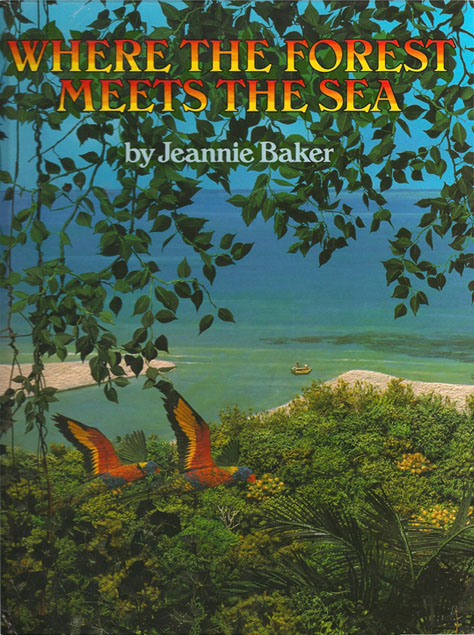 WHERE THE FOREST
MEETS THE SEA
by Jeannie Baker